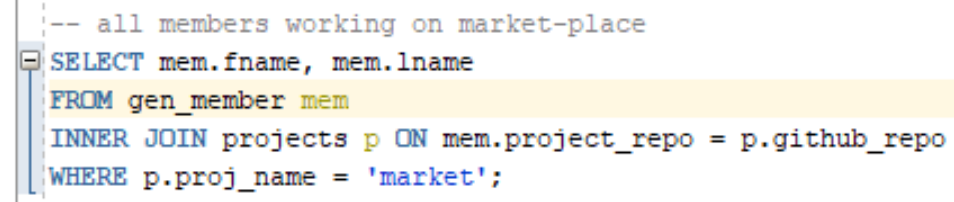 -- all members working on market-place
SELECT mem.fname, mem.lname
FROM gen_member mem
INNER JOIN projects p ON mem.project_repo = p.github_repo
WHERE p.proj_name = 'market';